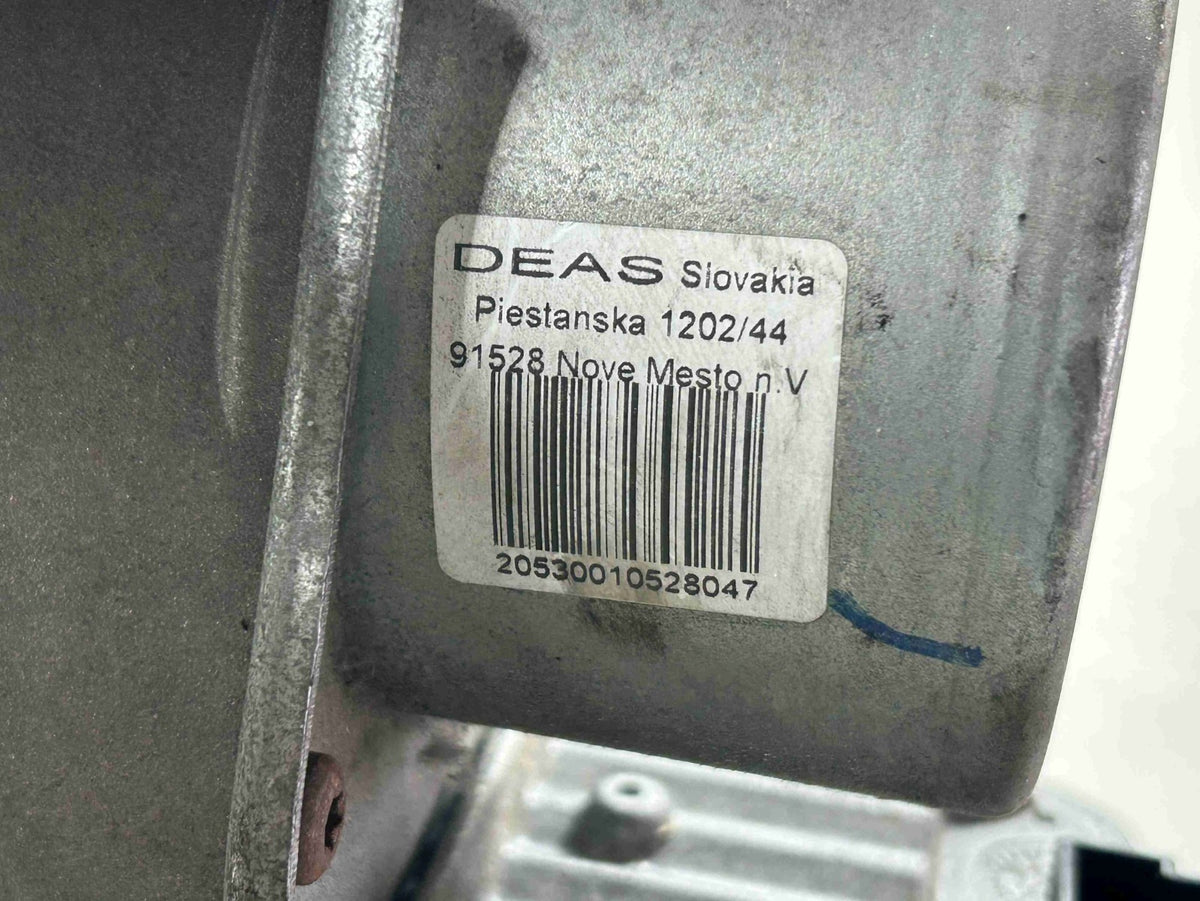 DEAS Slovakia
Piestanska 1202/44
91528 Nove Mesto n.V
20530010528047